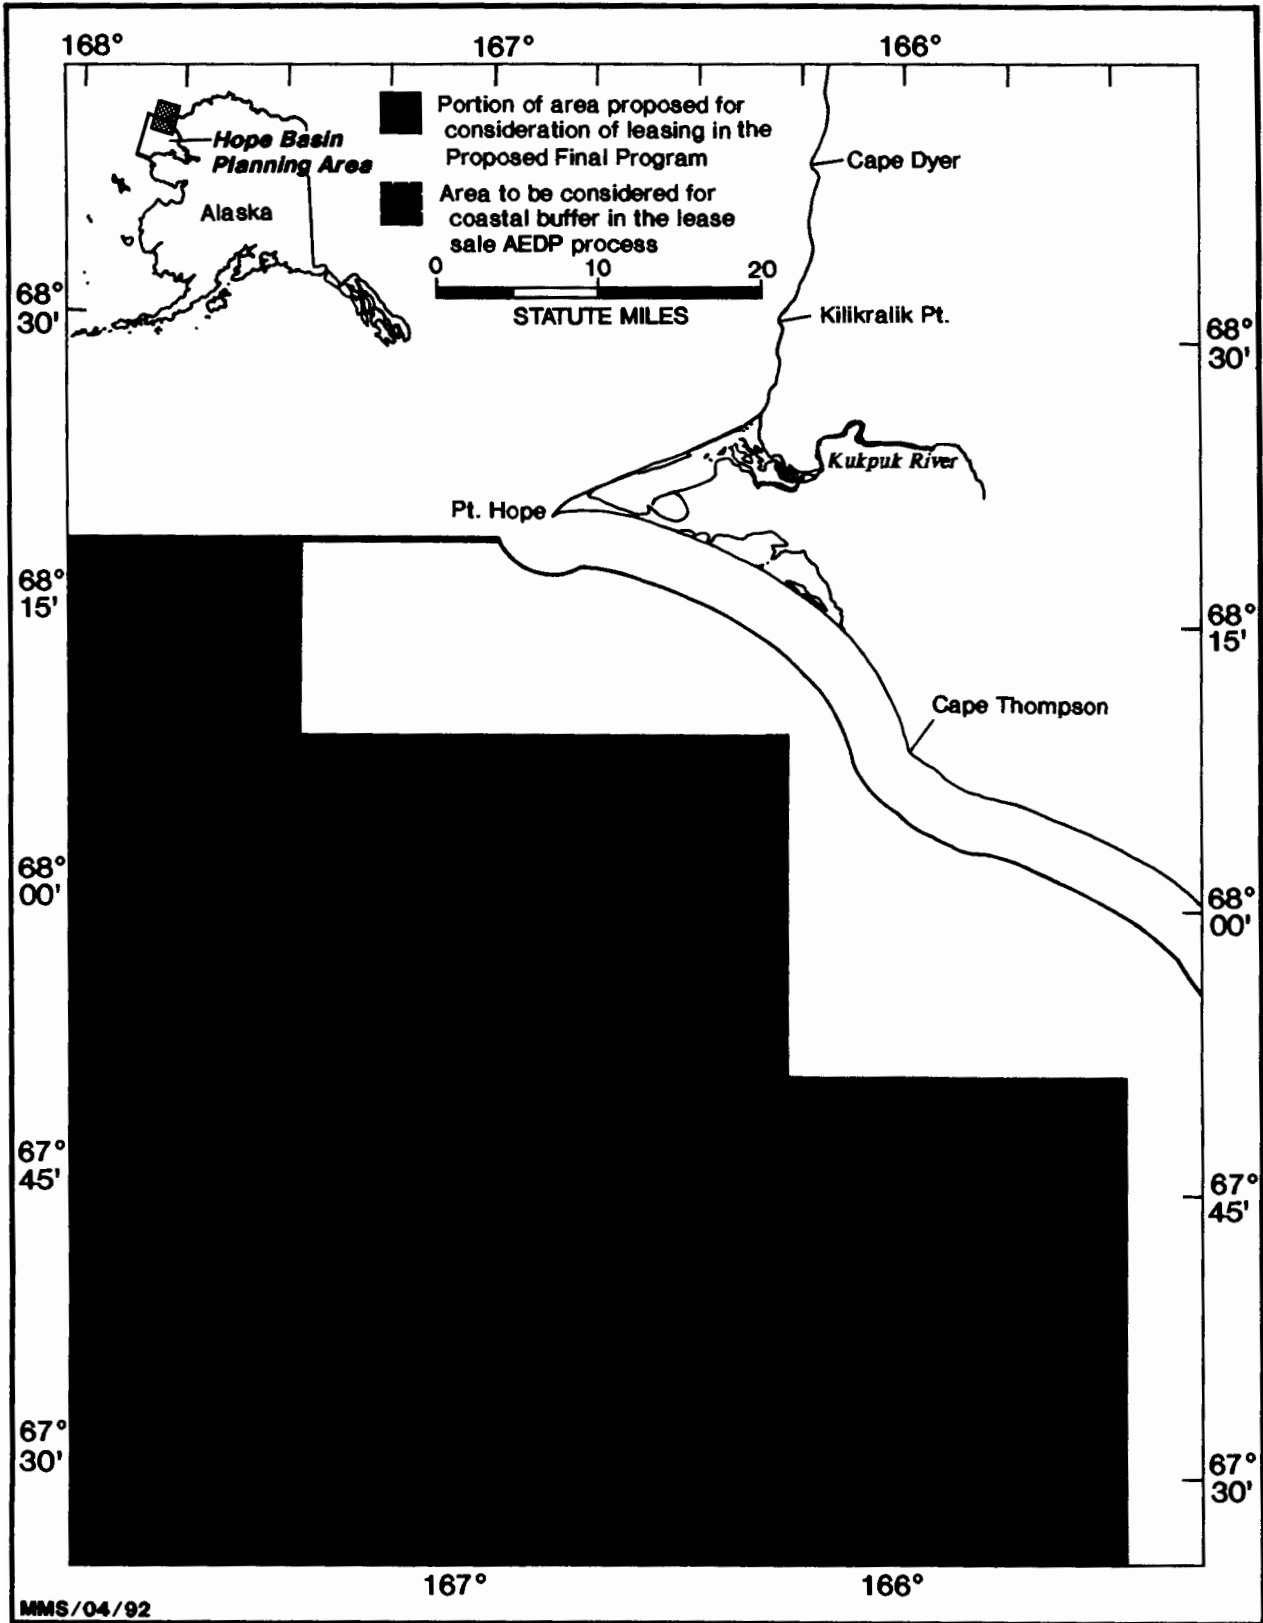 168°
167°
166°
Portion of area proposed for
consideration of leasing in the
Proposed Final Program
Area to be considered for
coastal buffer in the lease
sale AEDP process
Hope Basin
Planning Area
Alaska
0
10
20
STATUTE MILES
Cape Dyer
Kilikralik Pt.
Kukpuk River
Pt. Hope
Cape Thompson
68°
30'
68°
15'
68°
00'
67°
45'
67°
30'
68°
30'
68°
15'
68°
00'
67°
45'
67°
30'
167°
166°
MMS/04/92